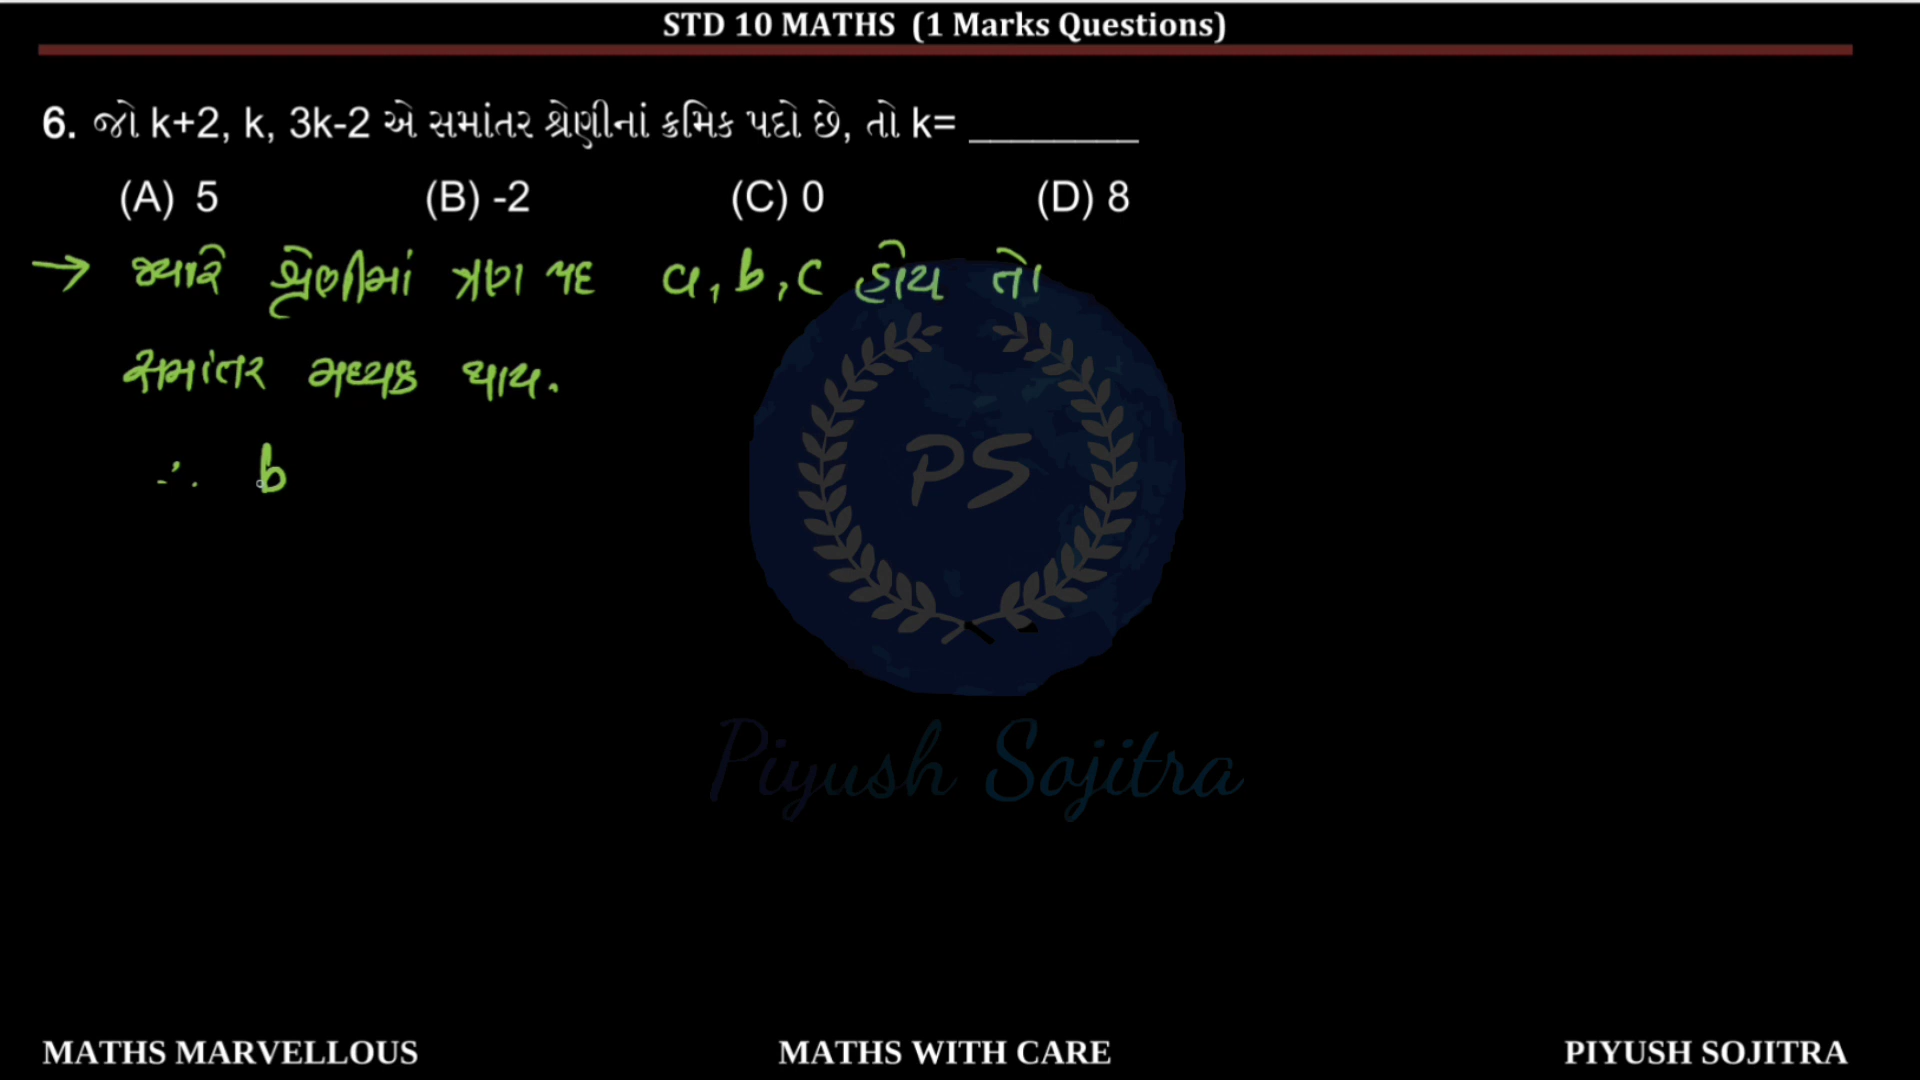 STD 10 MATHS (1 Marks Questions)
6. જો k+2, k, 3k-2 એ સમાંતર શ્રેણીનાં ક્રમિક પદો છે, તો k= ________
(A) 5 (B) -2 (C) 0 (D) 8
→ જ્યારે શ્રેણીમાં ત્રણ પદ a, b, c હોય તો
સમાંતર મધ્યક થાય.
∴ b
PS
Piyush Sojitra
MATHS MARVELLOUS MATHS WITH CARE PIYUSH SOJITRA